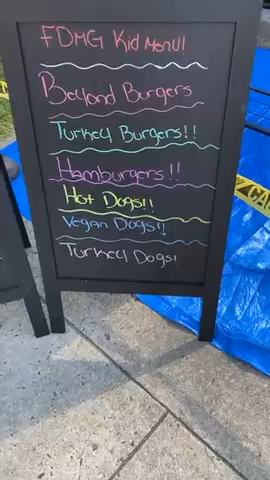 FDMG Kid Menu!
Beyond Burgers
Turkey Burgers!!
Hamburgers!!
Hot Dogs!!
Vegan Dogs!!
Turkey Dogs!